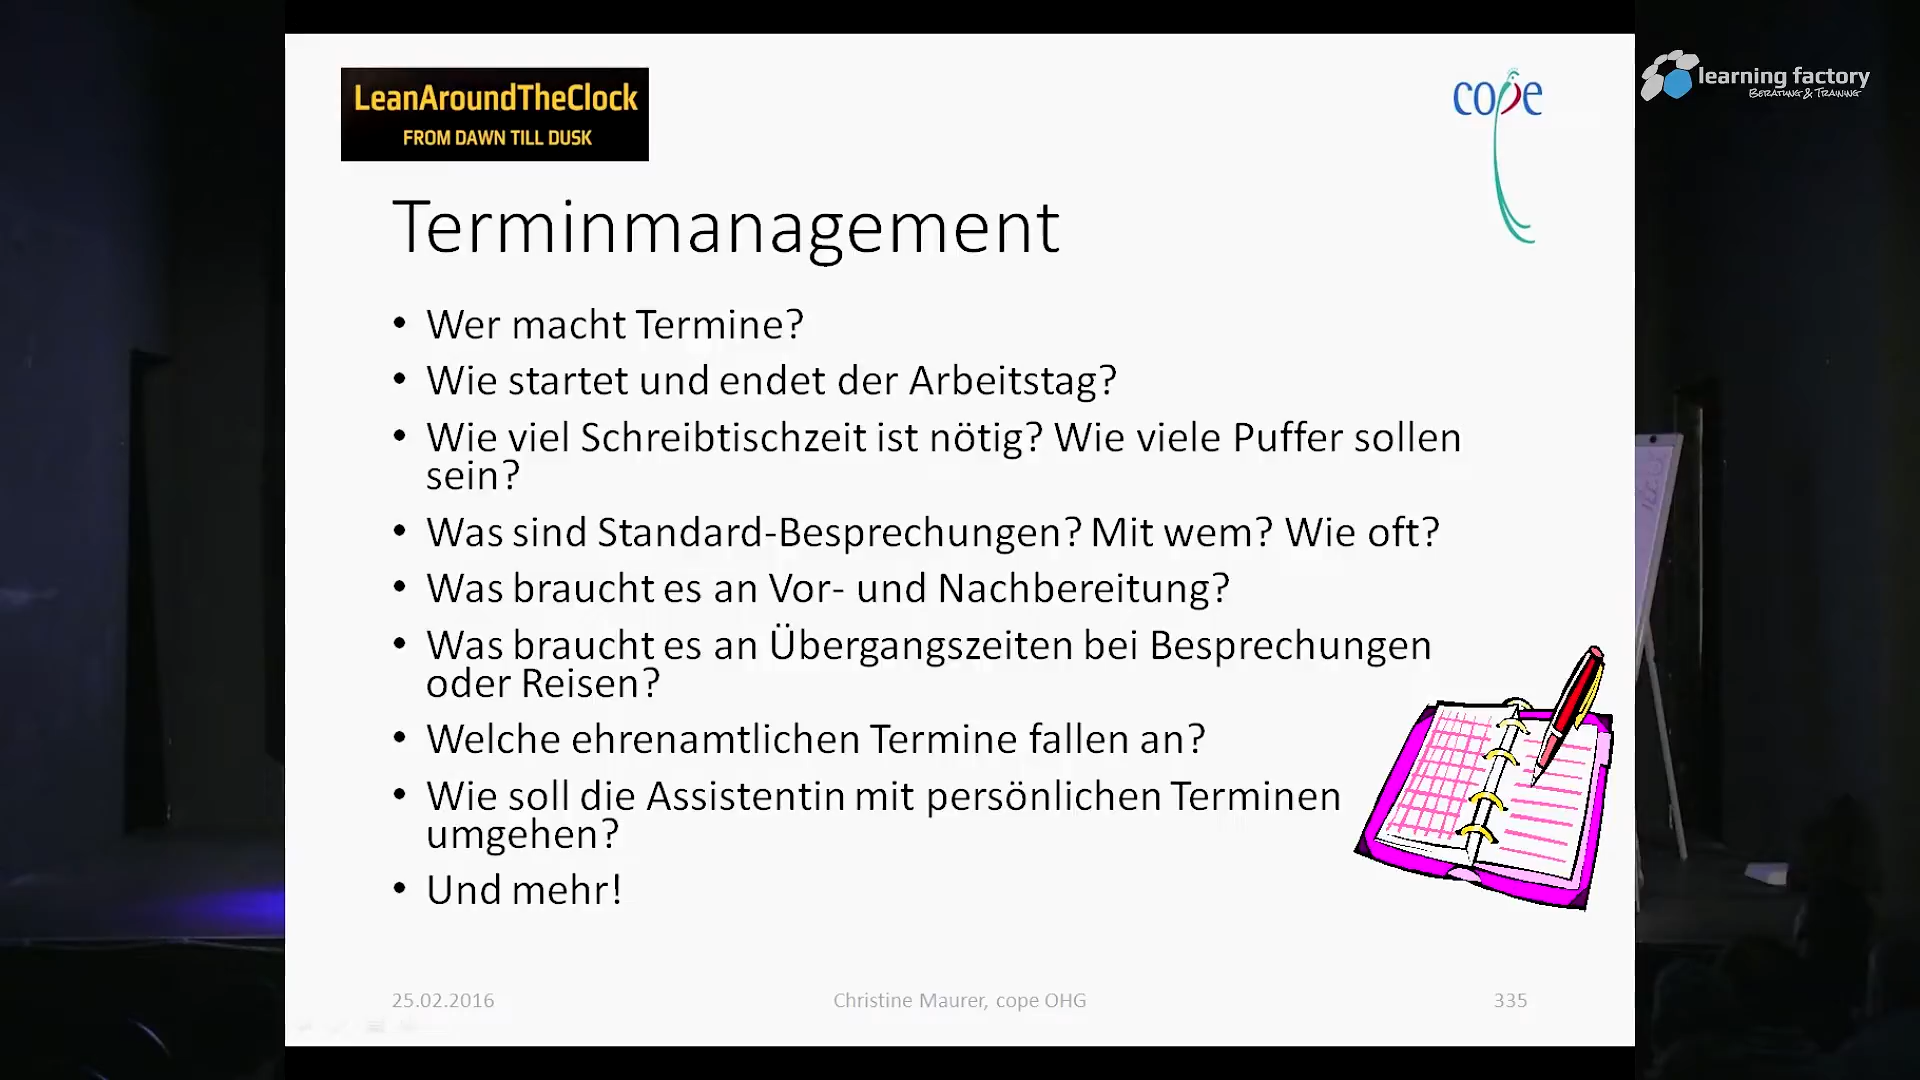 LeanAroundTheClock
FROM DAWN TILL DUSK
cope
learning factory
BERATUNG & TRAINING
Terminmanagement
• Wer macht Termine?
• Wie startet und endet der Arbeitstag?
• Wie viel Schreibtischzeit ist nötig? Wie viele Puffer sollen
sein?
• Was sind Standard-Besprechungen? Mit wem? Wie oft?
• Was braucht es an Vor- und Nachbereitung?
• Was braucht es an Übergangszeiten bei Besprechungen
oder Reisen?
• Welche ehrenamtlichen Termine fallen an?
• Wie soll die Assistentin mit persönlichen Terminen
umgehen?
• Und mehr!
25.02.2016
Christine Maurer, cope OHG
335